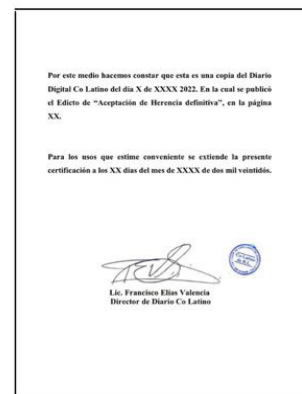 Por este medio hacemos constar que esta es una copia del Diario
Digital Co Latino del día X de XXXX 2022. En la cual se publicó
el Edicto de “Aceptación de Herencia definitiva”, en la página
XX.
Para los usos que estime conveniente se extiende la presente
certificación a los XX días del mes de XXXX de dos mil veintidós.
Lic. Francisco Elías Valencia
Director de Diario Co Latino